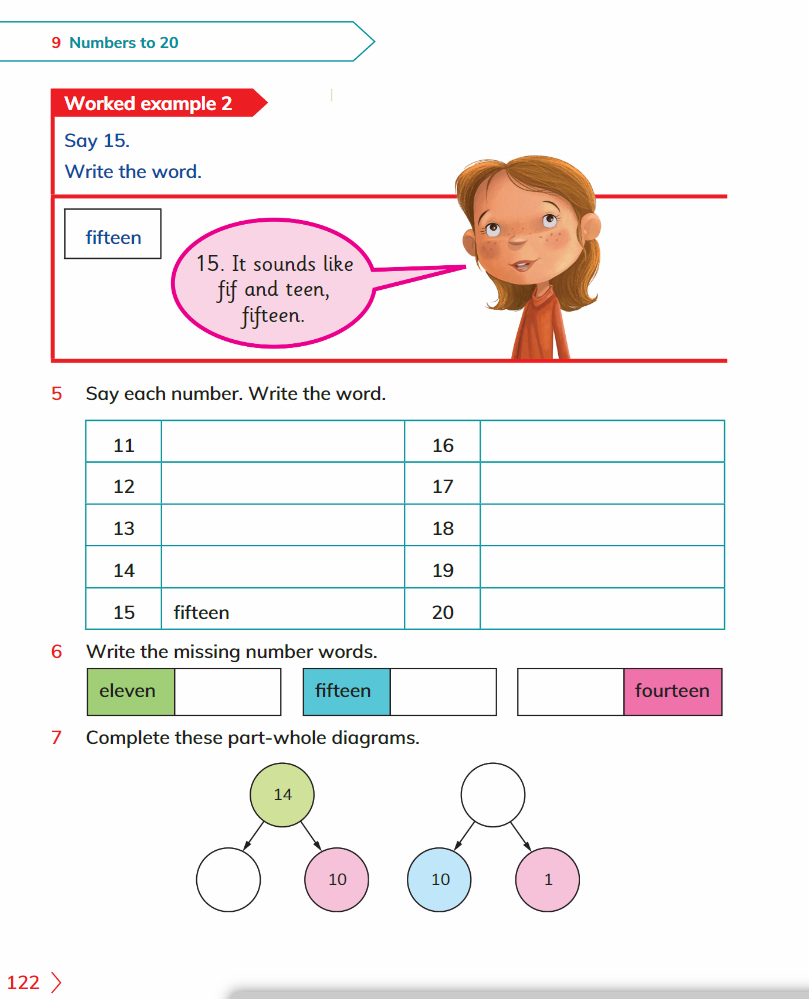 9 Numbers to 20
Worked example 2
Say 15.
Write the word.
fifteen
15. It sounds like
fif and teen,
fifteen.
5 Say each number. Write the word.
11 16
12 17
13 18
14 19
15 fifteen 20
6 Write the missing number words.
eleven fifteen fourteen
7 Complete these part-whole diagrams.
14
10 10 1
122